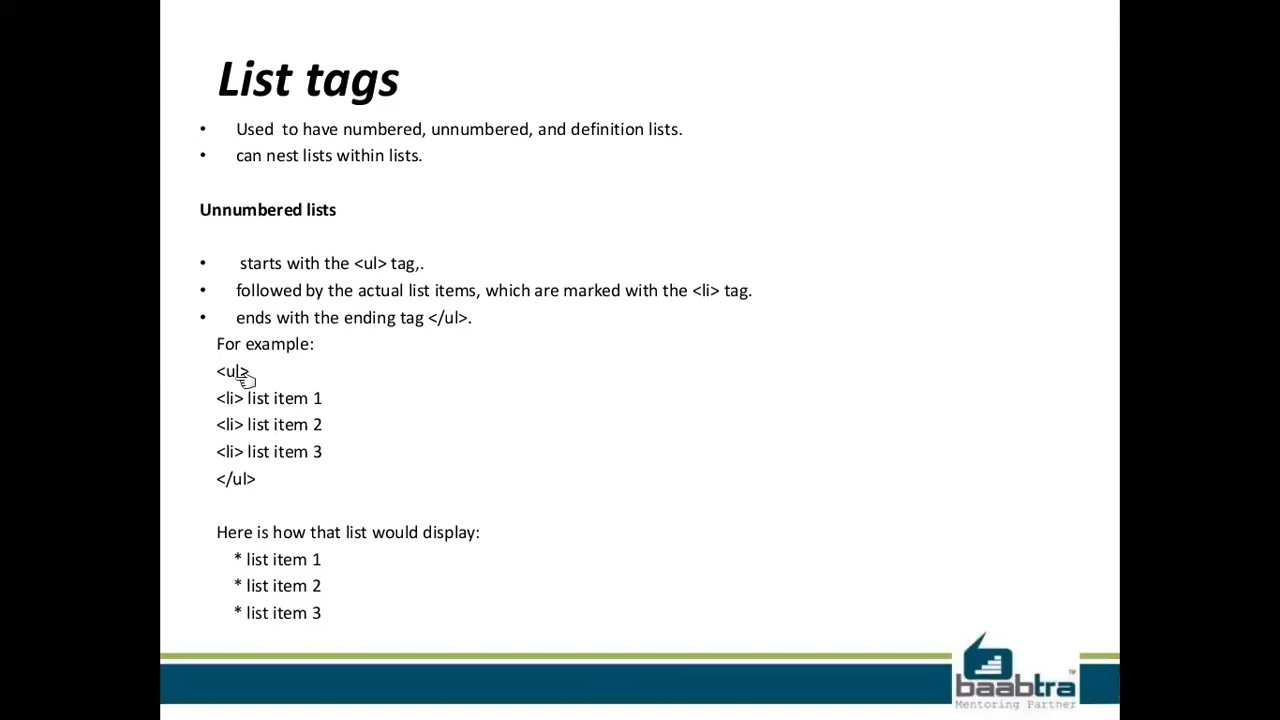 List tags
• Used  to have numbered, unnumbered, and definition lists.
• can nest lists within lists.
Unnumbered lists
• starts with the <ul> tag,.
• followed by the actual list items, which are marked with the <li> tag.
• ends with the ending tag </ul>.
For example:
<ul>
<li> list item 1
<li> list item 2
<li> list item 3
</ul>
Here is how that list would display:
* list item 1
* list item 2
* list item 3
baabtra™
Mentoring Partner